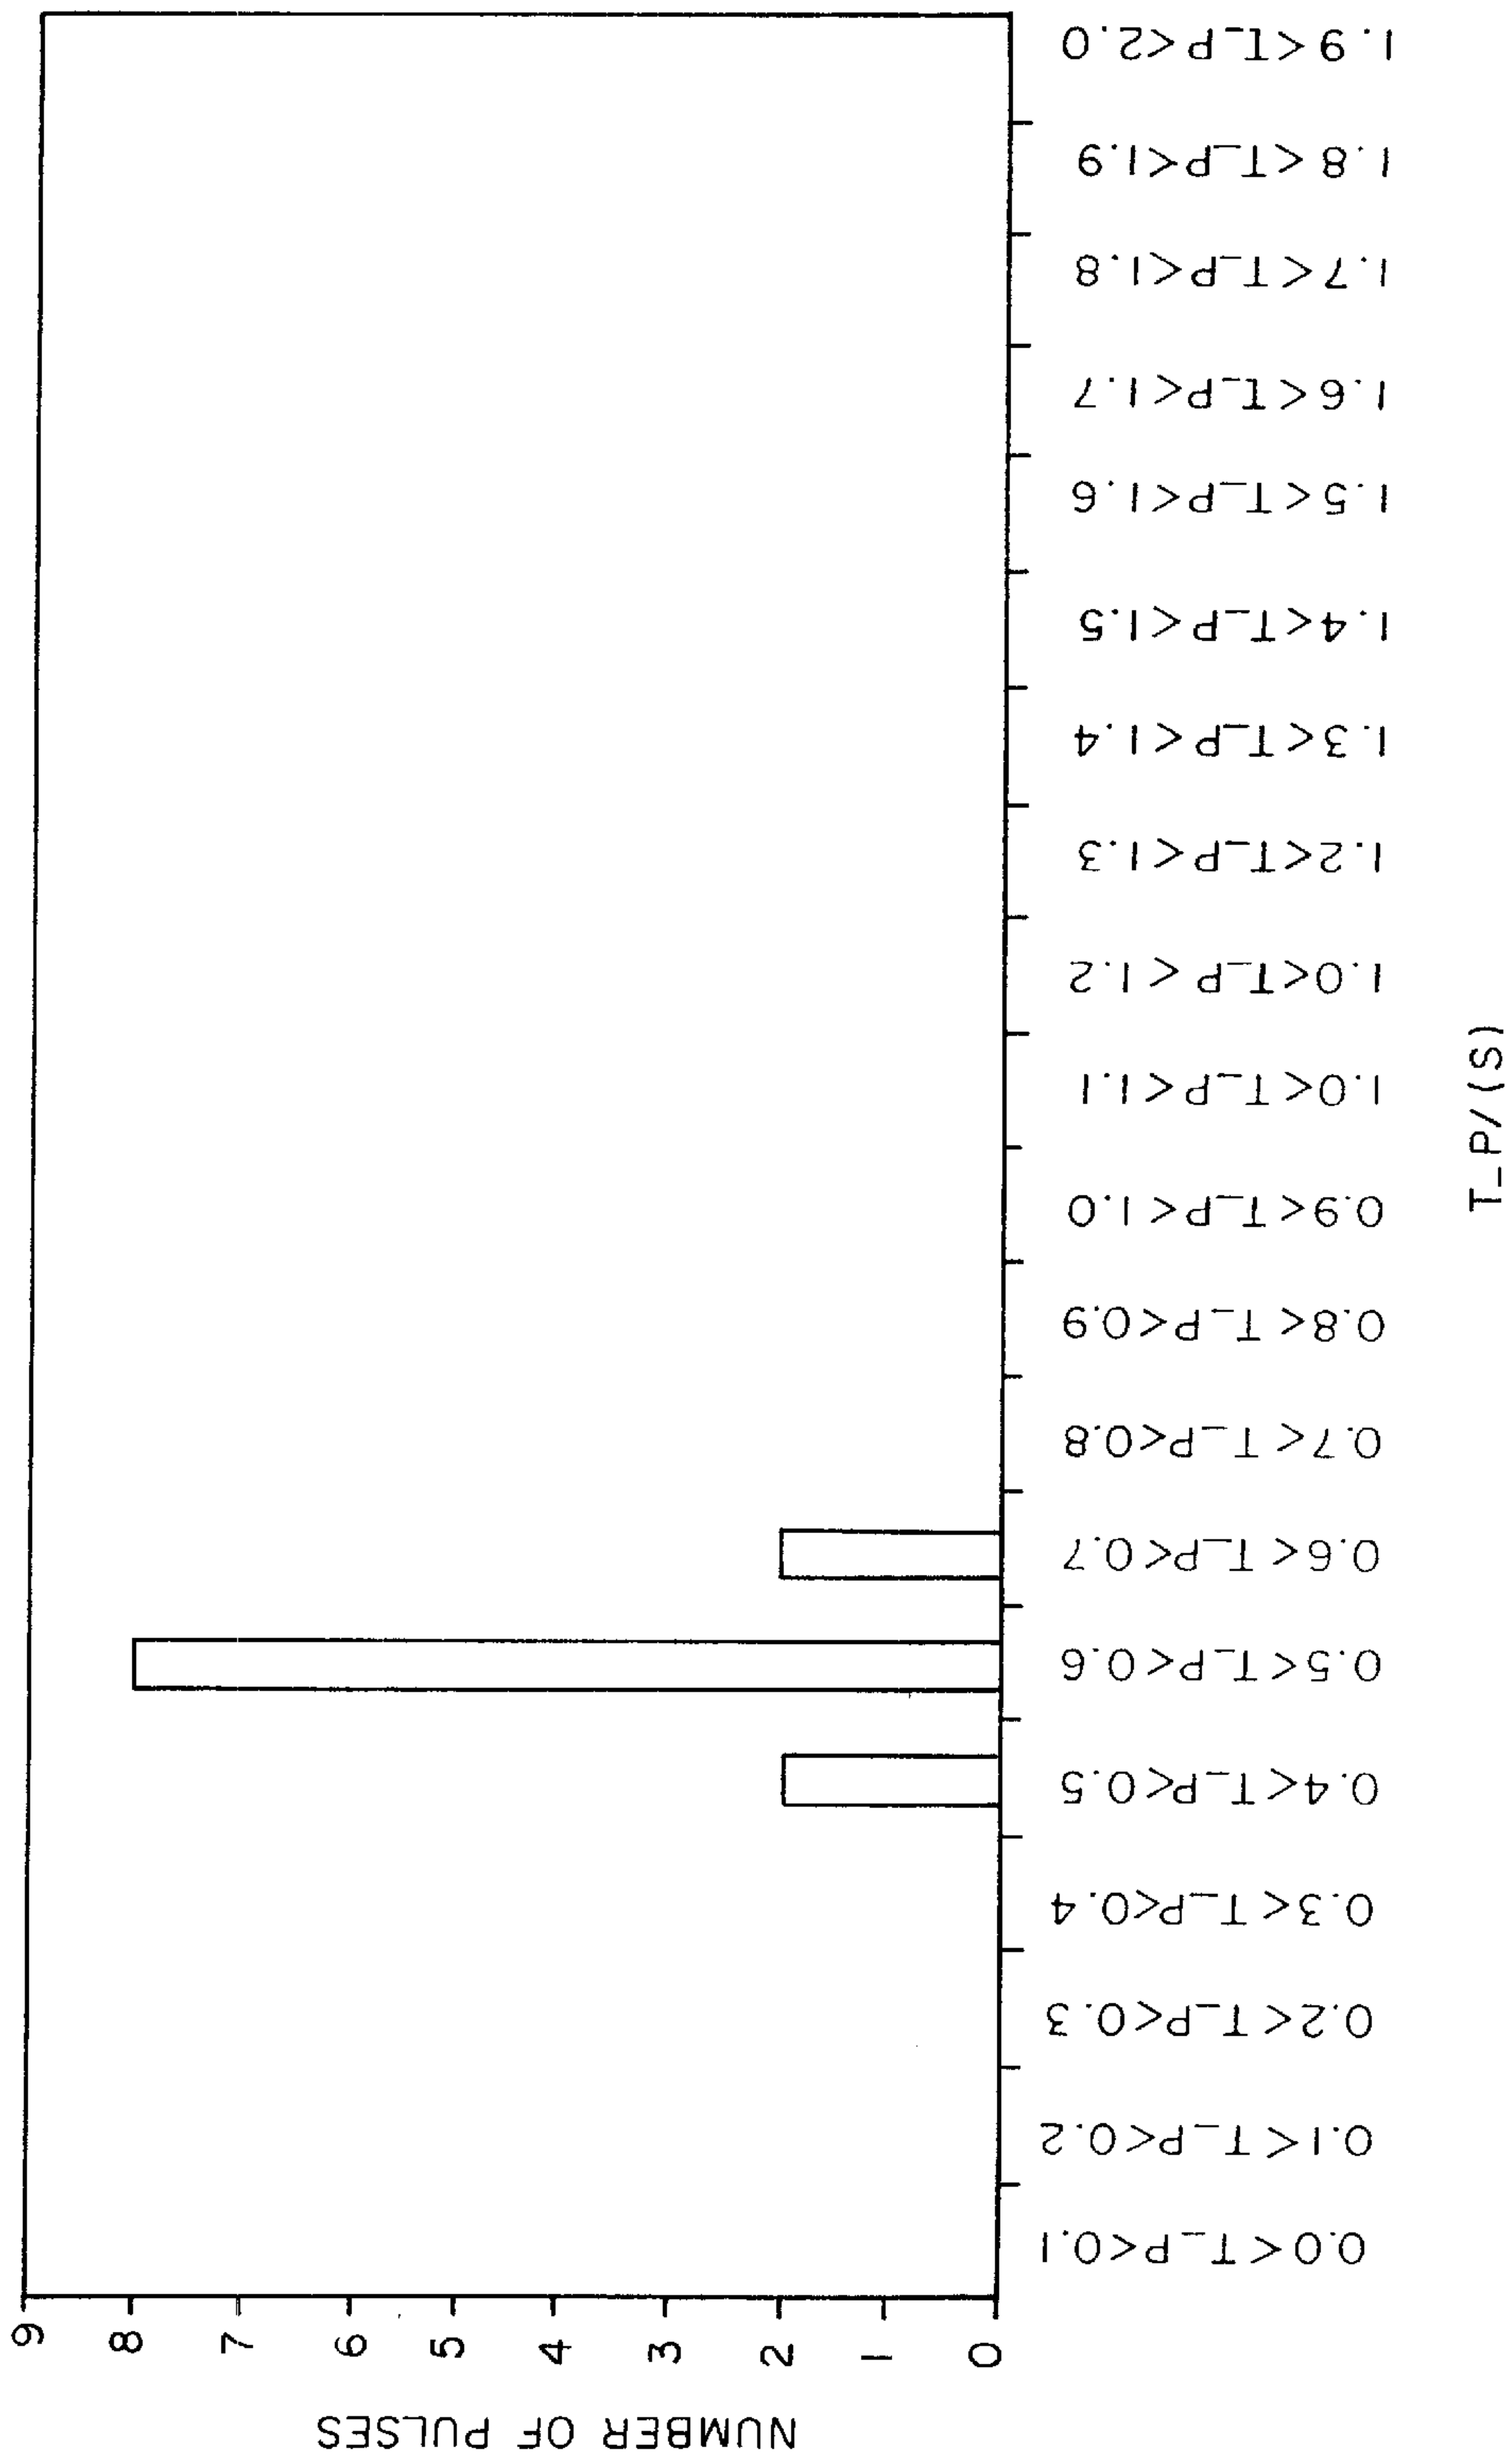 NUMBER OF PULSES
9
8
7
6
5
4
3
2
1
0
0.0<T_P<0.1
0.1<T_P<0.2
0.2<T_P<0.3
0.3<T_P<0.4
0.4<T_P<0.5
0.5<T_P<0.6
0.6<T_P<0.7
0.7<T_P<0.8
0.8<T_P<0.9
0.9<T_P<1.0
1.0<T_P<1.1
1.0<T_P<1.2
1.2<T_P<1.3
1.3<T_P<1.4
1.4<T_P<1.5
1.5<T_P<1.6
1.6<T_P<1.7
1.7<T_P<1.8
1.8<T_P<1.9
1.9<T_P<2.0
T_P/(S)